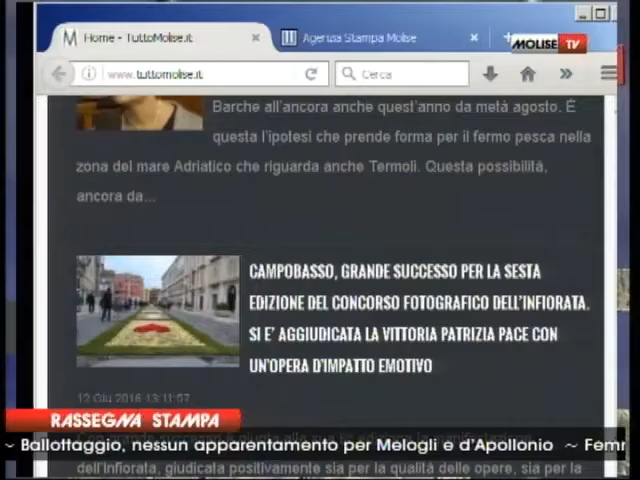 Home - TuttoMolise.it
Agenzia Stampa Molise
MOLISE TV
www.tuttomolise.it
Cerca
Barche all'ancora anche quest'anno da metà agosto. È
questa l'ipotesi che prende forma per il fermo pesca nella
zona del mare Adriatico che riguarda anche Termoli. Questa possibilità,
ancora da...
CAMPOBASSO, GRANDE SUCCESSO PER LA SESTA
EDIZIONE DEL CONCORSO FOTOGRAFICO DELL'INFIORATA.
SI E' AGGIUDICATA LA VITTORIA PATRIZIA PACE CON
UN'OPERA D'IMPATTO EMOTIVO
12 Giu 2016 13:11:07
RASSEGNA STAMPA
~ Ballottaggio, nessun apparentamento per Melogli e d'Apollonio ~ Femm
dell'Infiorata, giudicata positivamente sia per la qualità delle opere, sia per la